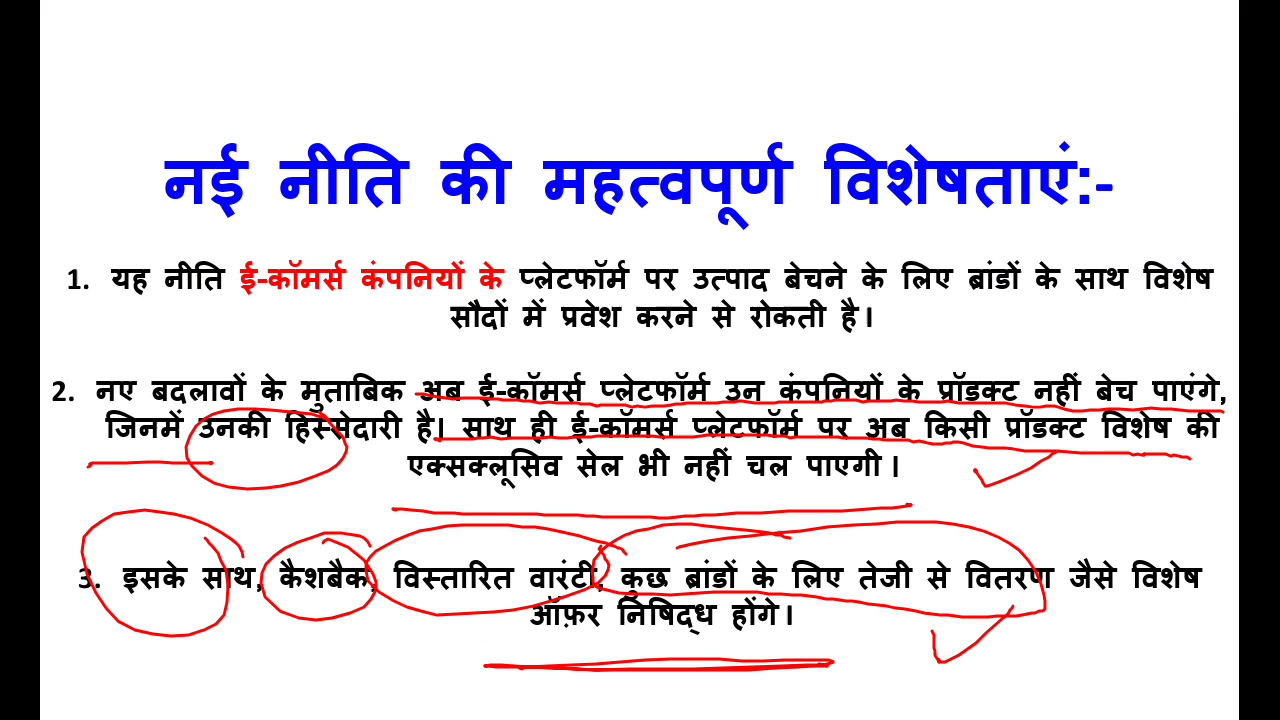 नई नीति की महत्वपूर्ण विशेषताएं:-
1. यह नीति ई-कॉमर्स कंपनियों के प्लेटफॉर्म पर उत्पाद बेचने के लिए ब्रांडों के साथ विशेष
सौदों में प्रवेश करने से रोकती है।
2. नए बदलावों के मुताबिक अब ई-कॉमर्स प्लेटफॉर्म उन कंपनियों के प्रॉडक्ट नहीं बेच पाएंगे,
जिनमें उनकी हिस्सेदारी है। साथ ही ई-कॉमर्स प्लेटफॉर्म पर अब किसी प्रॉडक्ट विशेष की
एक्सक्लूसिव सेल भी नहीं चल पाएगी।
3. इसके साथ, कैशबैक, विस्तारित वारंटी, कुछ ब्रांडों के लिए तेजी से वितरण जैसे विशेष
ऑफ़र निषिद्ध होंगे।